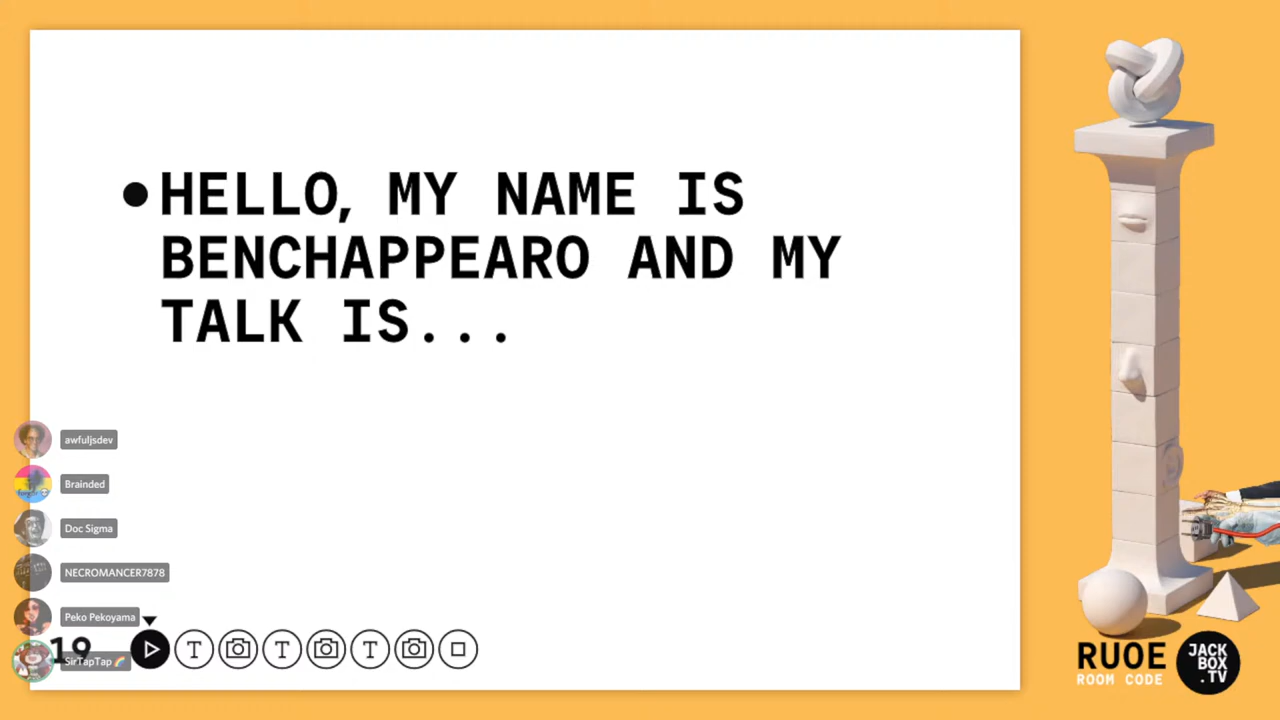 •HELLO, MY NAME IS
BENCHAPPEARO AND MY
TALK IS...
awfuljsdev
Brainded
Doc Sigma
NECROMANCER7878
Peko Pekoyama
SirTapTap 🌈
19
T
T
T
RUOE
ROOM CODE
JACK
BOX
.TV